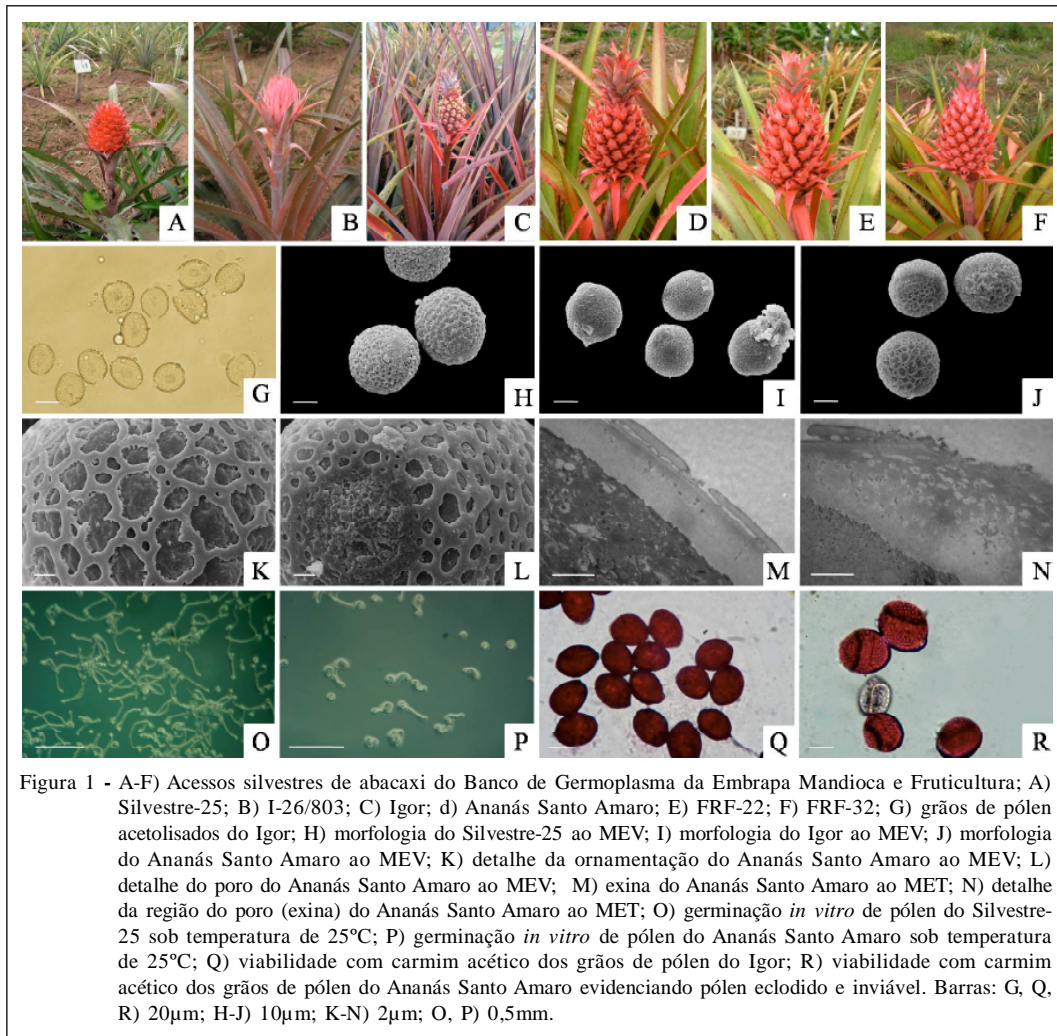 A B C D E F
G H I J
K L M N
O P Q R
Figura 1 - A-F) Acessos silvestres de abacaxi do Banco de Germoplasma da Embrapa Mandioca e Fruticultura; A)
Silvestre-25; B) I-26/803; C) Igor; d) Ananás Santo Amaro; E) FRF-22; F) FRF-32; G) grãos de pólen
acetolisados do Igor; H) morfologia do Silvestre-25 ao MEV; I) morfologia do Igor ao MEV; J) morfologia
do Ananás Santo Amaro ao MEV; K) detalhe da ornamentação do Ananás Santo Amaro ao MEV; L)
detalhe do poro do Ananás Santo Amaro ao MEV; M) exina do Ananás Santo Amaro ao MET; N) detalhe
da região do poro (exina) do Ananás Santo Amaro ao MET; O) germinação in vitro de pólen do Silvestre-
25 sob temperatura de 25ºC; P) germinação in vitro de pólen do Ananás Santo Amaro sob temperatura
de 25ºC; Q) viabilidade com carmim acético dos grãos de pólen do Igor; R) viabilidade com carmim
acético dos grãos de pólen do Ananás Santo Amaro evidenciando pólen eclodido e inviável. Barras: G, Q,
R) 20µm; H-J) 10µm; K-N) 2µm; O, P) 0,5mm.